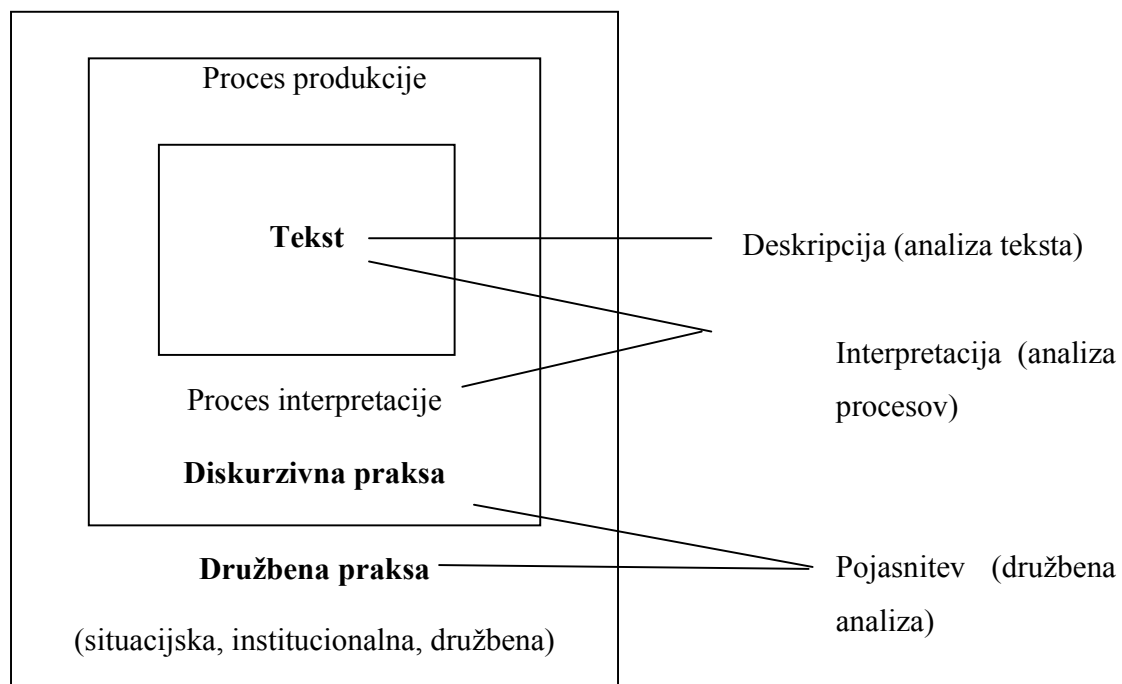 Proces produkcije
Tekst
Deskripcija (analiza teksta)
Interpretacija (analiza
procesov)
Proces interpretacije
Diskurzivna praksa
Družbena praksa
(situacijska, institucionalna, družbena)
Pojasnitev (družbena
analiza)